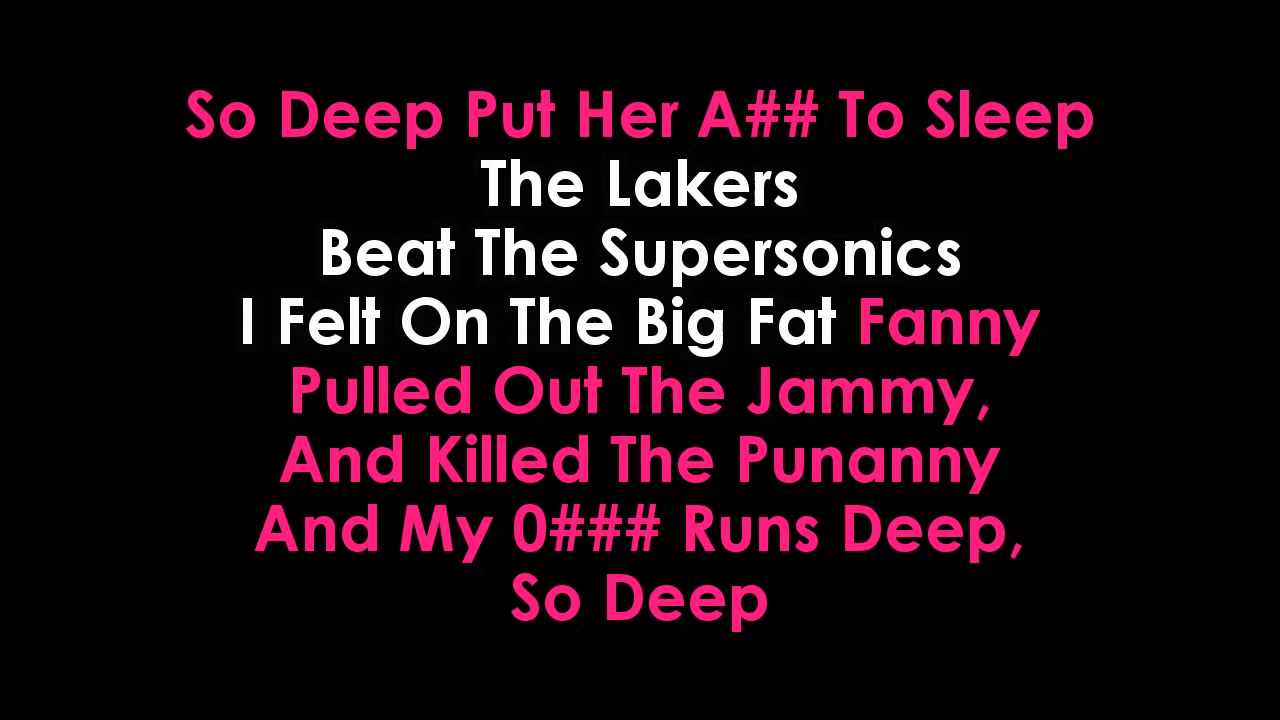 So Deep Put Her A## To Sleep
The Lakers
Beat The Supersonics
I Felt On The Big Fat Fanny
Pulled Out The Jammy,
And Killed The Punanny
And My 0### Runs Deep,
So Deep